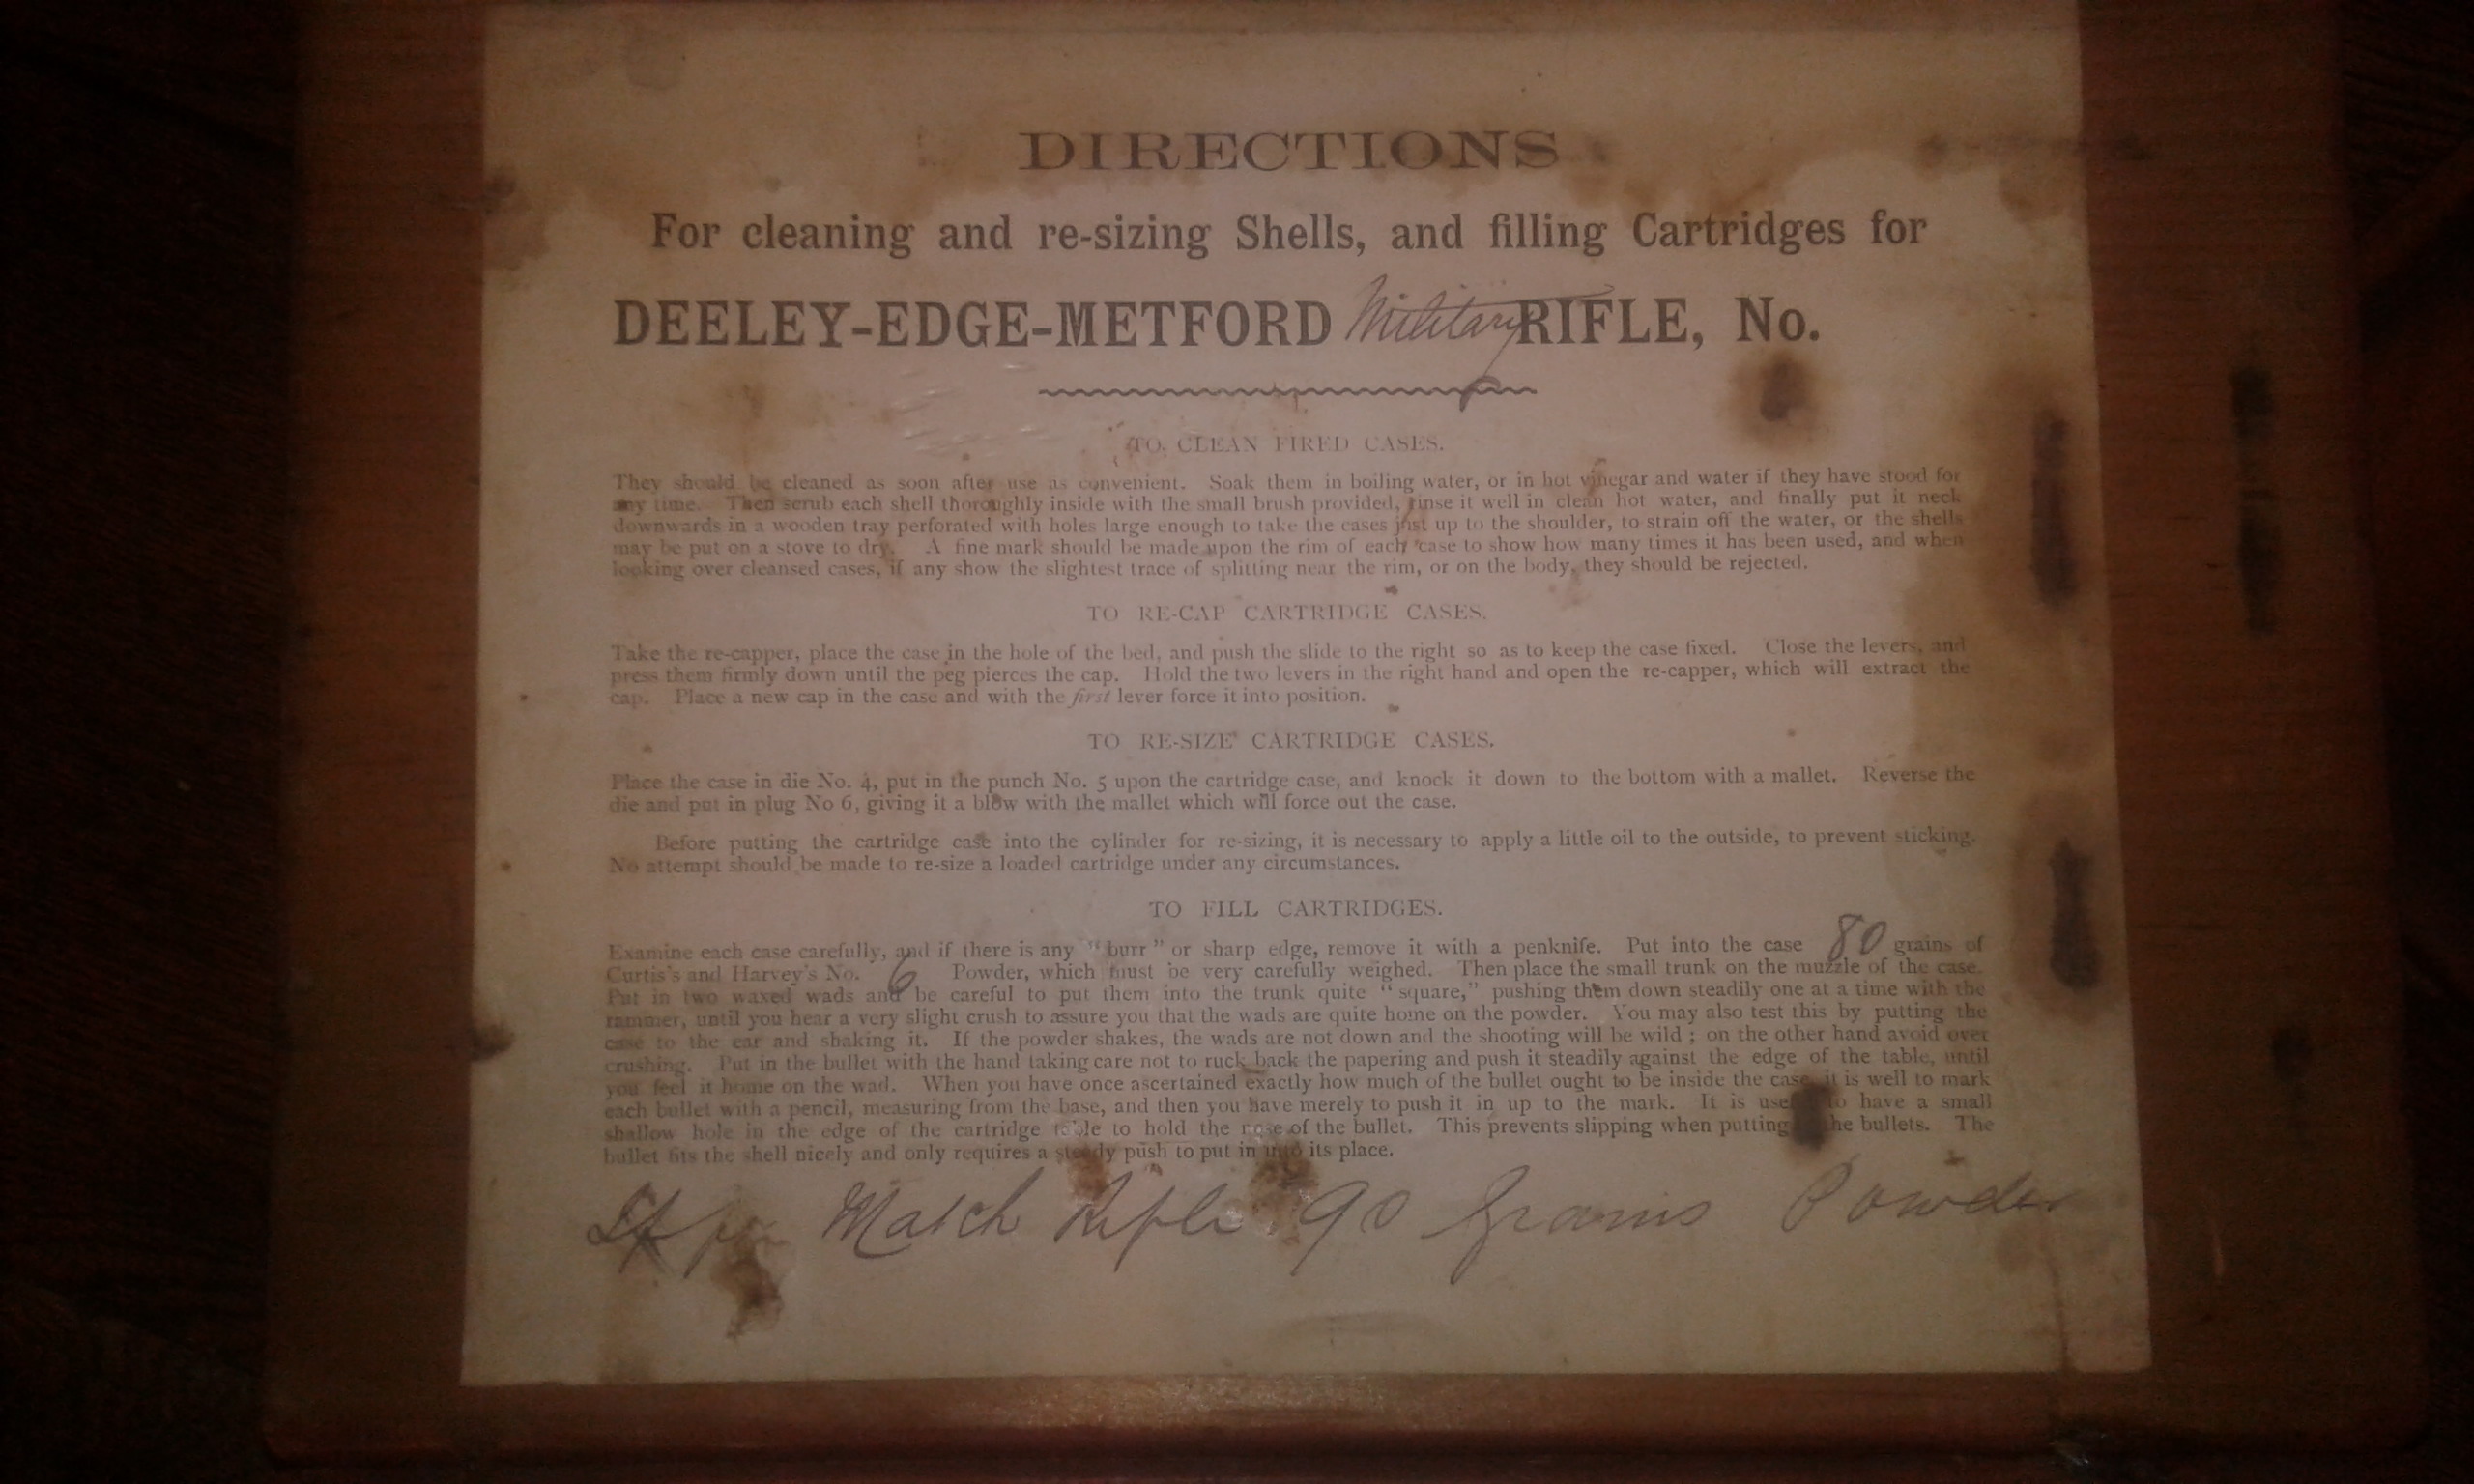 DIRECTIONS
For cleaning and re-sizing Shells, and filling Cartridges for
DEELEY-EDGE-METFORD Military RIFLE, No.
TO CLEAN FIRED CASES.
They should be cleaned as soon after use as convenient. Soak them in boiling water, or in hot vinegar and water if they have stood for
any time. Then scrub each shell thoroughly inside with the small brush provided, rinse it well in clean hot water, and finally put it neck
downwards in a wooden tray perforated with holes large enough to take the cases just up to the shoulder, to strain off the water, or the shells
may be put on a stove to dry. A fine mark should be made upon the rim of each case to show how many times it has been used, and when
looking over cleansed cases, if any show the slightest trace of splitting near the rim, or on the body, they should be rejected.
TO RE-CAP CARTRIDGE CASES.
Take the re-capper, place the case in the hole of the bed, and push the slide to the right so as to keep the case fixed. Close the levers, and
press them firmly down until the peg pierces the cap. Hold the two levers in the right hand and open the re-capper, which will extract the
cap. Place a new cap in the case and with the first lever force it into position.
TO RE-SIZE CARTRIDGE CASES.
Place the case in die No. 4, put in the punch No. 5 upon the cartridge case, and knock it down to the bottom with a mallet. Reverse the
die and put in plug No 6, giving it a blow with the mallet which will force out the case.
Before putting the cartridge case into the cylinder for re-sizing, it is necessary to apply a little oil to the outside, to prevent sticking.
No attempt should be made to re-size a loaded cartridge under any circumstances.
TO FILL CARTRIDGES.
Examine each case carefully, and if there is any "burr" or sharp edge, remove it with a penknife. Put into the case 80 grains of
Curtis's and Harvey's No. 6 Powder, which must be very carefully weighed. Then place the small trunk on the muzzle of the case.
Put in two waxed wads and be careful to put them into the trunk quite "square," pushing them down steadily one at a time with the
rammer, until you hear a very slight crush to assure you that the wads are quite home on the powder. You may also test this by putting the
case to the ear and shaking it. If the powder shakes, the wads are not down and the shooting will be wild ; on the other hand avoid over
crushing. Put in the bullet with the hand taking care not to ruck back the papering and push it steadily against the edge of the table, until
you feel it home on the wad. When you have once ascertained exactly how much of the bullet ought to be inside the case, it is well to mark
each bullet with a pencil, measuring from the base, and then you have merely to push it in up to the mark. It is useful to have a small
shallow hole in the edge of the cartridge table to hold the nose of the bullet. This prevents slipping when putting the bullets. The
bullet fits the shell nicely and only requires a steady push to put in into its place.
If for Match Rifle 90 Grains Powder